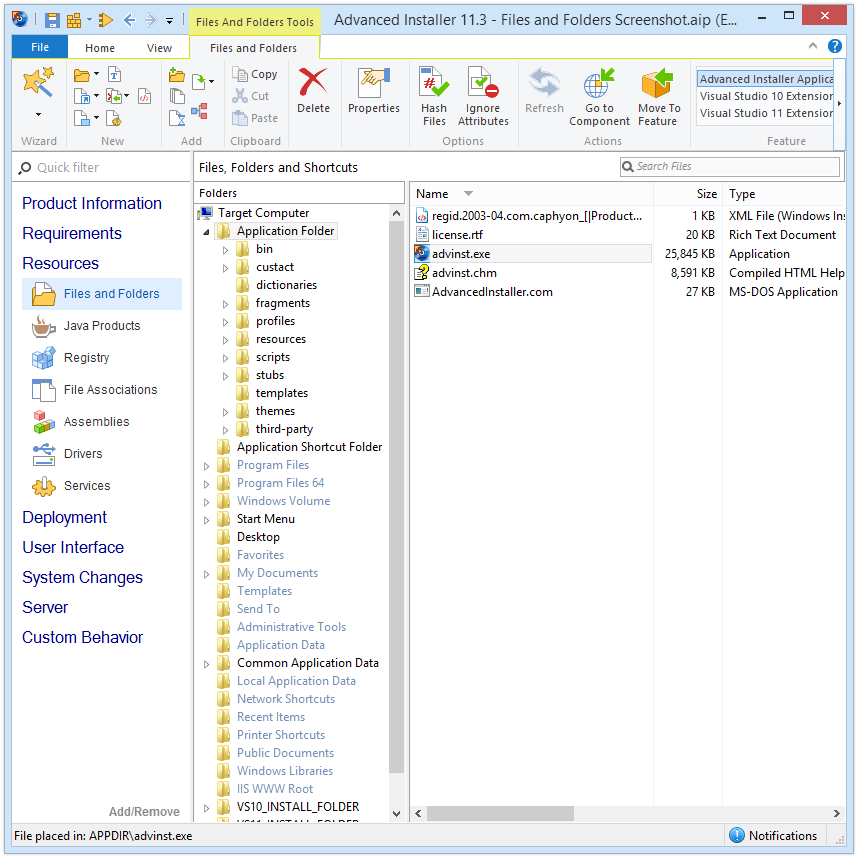 Files And Folders Tools
Advanced Installer 11.3 - Files and Folders Screenshot.aip (E...
File
Home
View
Files and Folders
Wizard
New
Add
Copy
Cut
Paste
Clipboard
Delete
Properties
Hash Files
Ignore Attributes
Options
Refresh
Go to Component
Move To Feature
Actions
Advanced Installer Applica
Visual Studio 10 Extension
Visual Studio 11 Extension
Feature
Quick filter
Product Information
Requirements
Resources
Files and Folders
Java Products
Registry
File Associations
Assemblies
Drivers
Services
Deployment
User Interface
System Changes
Server
Custom Behavior
Add/Remove
Files, Folders and Shortcuts
Search Files
Folders
Target Computer
Application Folder
bin
custact
dictionaries
fragments
profiles
resources
scripts
stubs
templates
themes
third-party
Application Shortcut Folder
Program Files
Program Files 64
Windows Volume
Start Menu
Desktop
Favorites
My Documents
Templates
Send To
Administrative Tools
Application Data
Common Application Data
Local Application Data
Network Shortcuts
Recent Items
Printer Shortcuts
Public Documents
Windows Libraries
IIS WWW Root
VS10_INSTALL_FOLDER
VS11_INSTALL_FOLDER
Name Size Type
regid.2003-04.com.caphyon_[|Product... 1 KB XML File (Windows Ins
license.rtf 20 KB Rich Text Document
advinst.exe 25,845 KB Application
advinst.chm 8,591 KB Compiled HTML Help
AdvancedInstaller.com 27 KB MS-DOS Application
File placed in: APPDIR\advinst.exe
Notifications